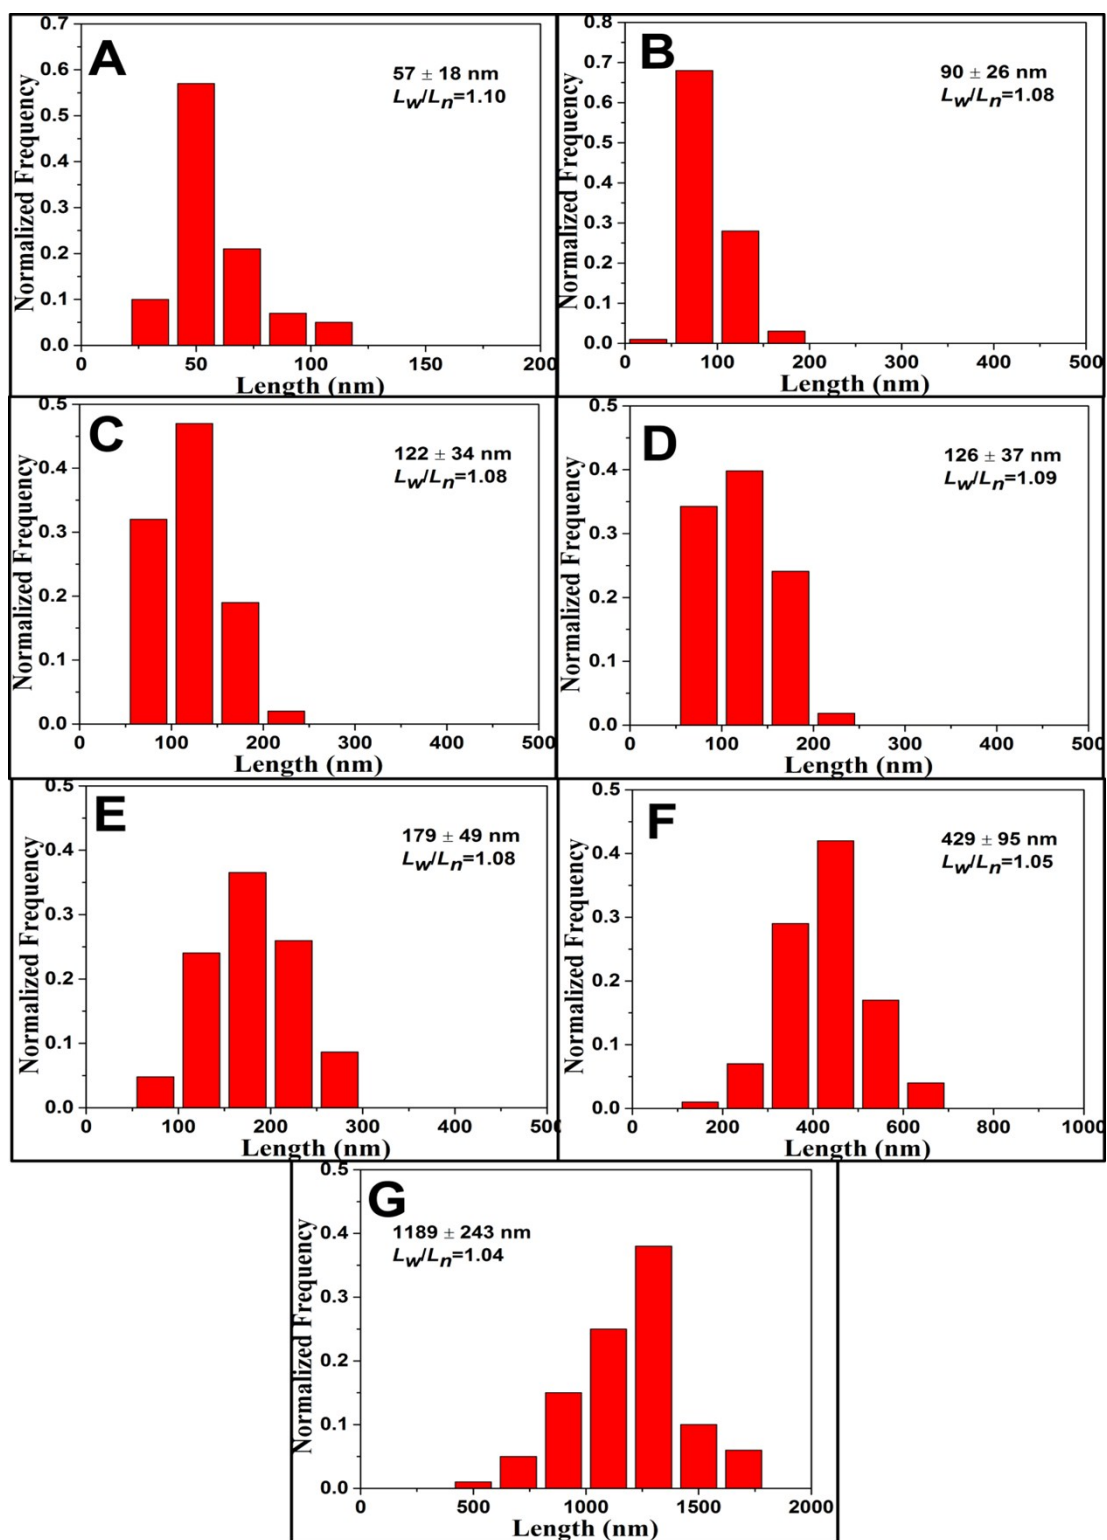 A
57 ± 18 nm
Lw/Ln=1.10
Normalized Frequency
0.7
0.6
0.5
0.4
0.3
0.2
0.1
0.0
0 50 100 150 200
Length (nm)
B
90 ± 26 nm
Lw/Ln=1.08
Normalized Frequency
0.8
0.7
0.6
0.5
0.4
0.3
0.2
0.1
0.0
0 100 200 300 400 500
Length (nm)
C
122 ± 34 nm
Lw/Ln=1.08
Normalized Frequency
0.5
0.4
0.3
0.2
0.1
0.0
0 100 200 300 400 500
Length (nm)
D
126 ± 37 nm
Lw/Ln=1.09
Normalized Frequency
0.5
0.4
0.3
0.2
0.1
0.0
0 100 200 300 400 500
Length (nm)
E
179 ± 49 nm
Lw/Ln=1.08
Normalized Frequency
0.5
0.4
0.3
0.2
0.1
0.0
0 100 200 300 400 500
Length (nm)
F
429 ± 95 nm
Lw/Ln=1.05
Normalized Frequency
0.5
0.4
0.3
0.2
0.1
0.0
0 200 400 600 800 1000
Length (nm)
G
1189 ± 243 nm
Lw/Ln=1.04
Normalized Frequency
0.5
0.4
0.3
0.2
0.1
0.0
0 500 1000 1500 2000
Length (nm)